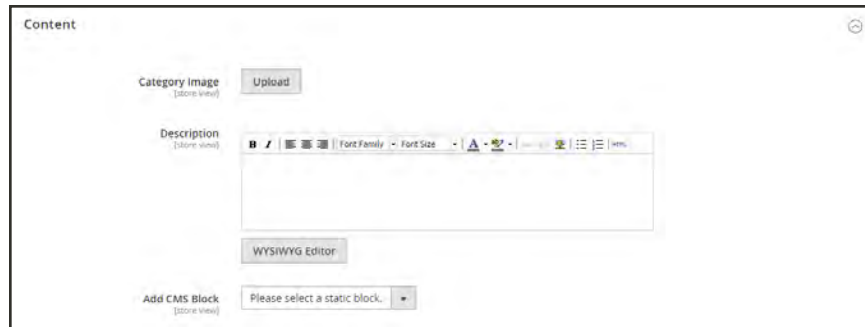 Content
Category Image
[store view]
Upload
Description
[store view]
B I Font Family Font Size A HTML
WYSIWYG Editor
Add CMS Block
[store view]
Please select a static block.